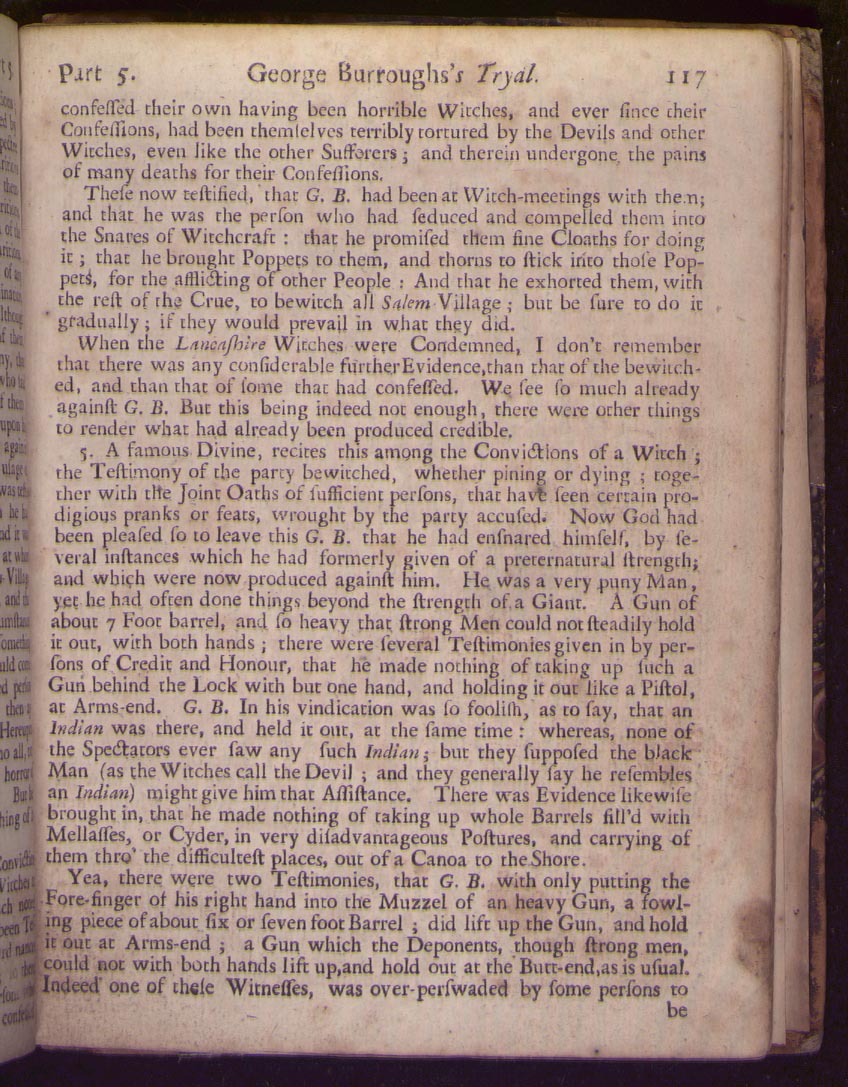 Part 5. George Burroughs's Tryal. 117
confeſſed their own having been horrible Witches, and ever ſince their
Confeſſions, had been themſelves terribly tortured by the Devils and other
Witches, even like the other Sufferers; and therein undergone the pains
of many deaths for their Confeſſions.
Theſe now teſtified, that G. B. had been at Witch-meetings with them;
and that he was the perſon who had ſeduced and compelled them into
the Snares of Witchcraft : that he promiſed them fine Cloaths for doing
it ; that he brought Poppets to them, and thorns to ſtick into thoſe Pop-
pets, for the afflicting of other People : And that he exhorted them, with
the reſt of the Crue, to bewitch all Salem Village ; but be ſure to do it
gradually ; if they would prevail in what they did.
When the Lancaſhire Witches were Condemned, I don't remember
that there was any conſiderable further Evidence, than that of the bewitch-
ed, and than that of ſome that had confeſſed. We ſee ſo much already
againſt G. B. But this being indeed not enough, there were other things
to render what had already been produced credible.
5. A famous Divine, recites this among the Convictions of a Witch ;
the Teſtimony of the party bewitched, whether pining or dying ; toge-
ther with the Joint Oaths of ſufficient perſons, that have ſeen certain pro-
digious pranks or feats, wrought by the party accuſed. Now God had
been pleaſed ſo to leave this G. B. that he had enſnared himſelf, by ſe-
veral inſtances which he had formerly given of a preternatural ſtrength;
and which were now produced againſt him. He was a very puny Man,
yet he had often done things beyond the ſtrength of a Giant. A Gun of
about 7 Foot barrel, and ſo heavy that ſtrong Men could not ſteadily hold
it out, with both hands ; there were ſeveral Teſtimonies given in by per-
ſons of Credit and Honour, that he made nothing of taking up ſuch a
Gun behind the Lock with but one hand, and holding it out like a Piſtol,
at Arms-end. G. B. In his vindication was ſo fooliſh, as to ſay, that an
Indian was there, and held it out, at the ſame time : whereas, none of
the Spectators ever ſaw any ſuch Indian; but they ſuppoſed the black
Man (as the Witches call the Devil ; and they generally ſay he reſembles
an Indian) might give him that Aſſiſtance. There was Evidence likewiſe
brought in, that he made nothing of taking up whole Barrels fill'd with
Mellaſſes, or Cyder, in very diſadvantageous Poſtures, and carrying of
them thro' the difficulteſt places, out of a Canoa to the Shore.
Yea, there were two Teſtimonies, that G. B. with only putting the
Fore-finger of his right hand into the Muzzel of an heavy Gun, a fowl-
ing piece of about ſix or ſeven foot Barrel ; did lift up the Gun, and hold
it out at Arms-end ; a Gun which the Deponents, though ſtrong men,
could not with both hands lift up, and hold out at the Butt-end, as is uſual.
Indeed one of theſe Witneſſes, was over-perſwaded by ſome perſons to
be